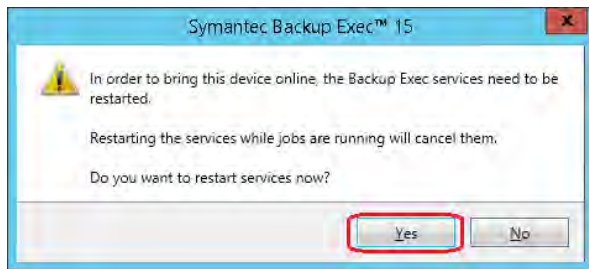 Symantec Backup Exec™ 15
x
In order to bring this device online, the Backup Exec services need to be
restarted.
Restarting the services while jobs are running will cancel them.
Do you want to restart services now?
Yes No